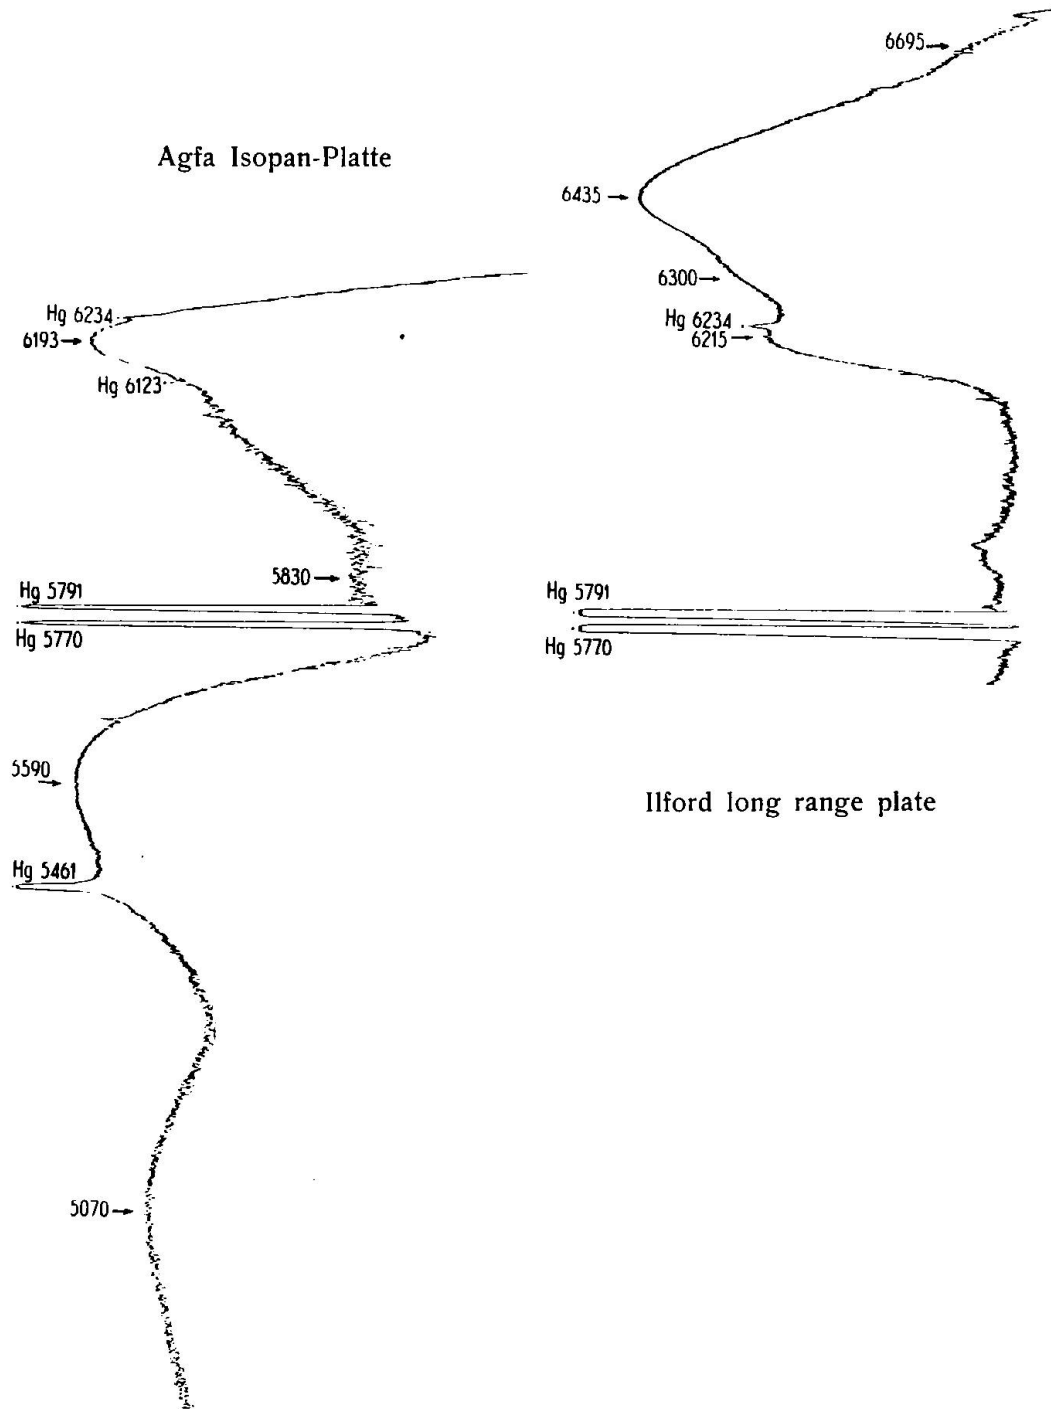 Agfa Isopan-Platte
Hg 6234
6193
Hg 6123
5830
Hg 5791
Hg 5770
5590
Hg 5461
5070
6695
6435
6300
Hg 6234
6215
Hg 5791
Hg 5770
Ilford long range plate